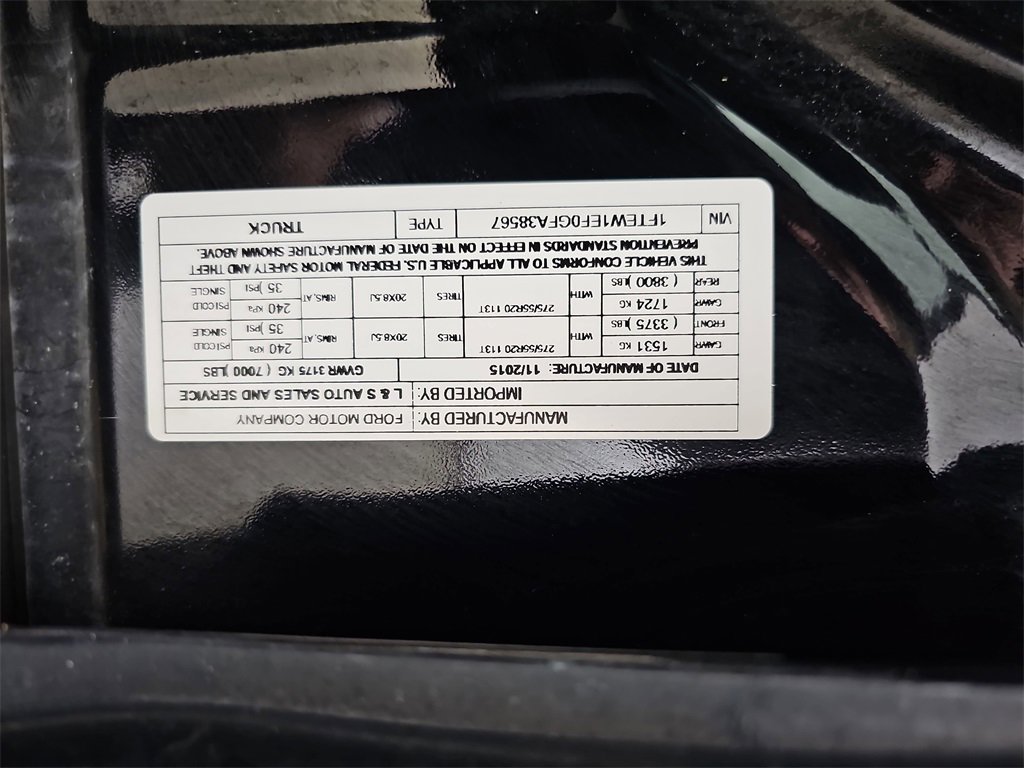 MANUFACTURED BY: FORD MOTOR COMPANY
IMPORTED BY: L & S AUTO SALES AND SERVICE
DATE OF MANUFACTURE: 11/2015 GVWR 3175 KG ( 7000 )LBS
GAWR 1531 KG WITH 275/55R20 113T TIRES 20X8.5J RIMS, AT 240 KPa PSI COLD
FRONT ( 3375 )LBS 35 )PSI SINGLE
GAWR 1724 KG WITH 275/55R20 113T TIRES 20X8.5J RIMS, AT 240 KPa PSI COLD
REAR ( 3800 )LBS 35 )PSI SINGLE
THIS VEHICLE CONFORMS TO ALL APPLICABLE U.S. FEDERAL MOTOR SAFETY AND THEFT
PREVENTION STANDARDS IN EFFECT ON THE DATE OF MANUFACTURE SHOWN ABOVE.
VIN 1FTEW1EF0GFA38567 TYPE TRUCK